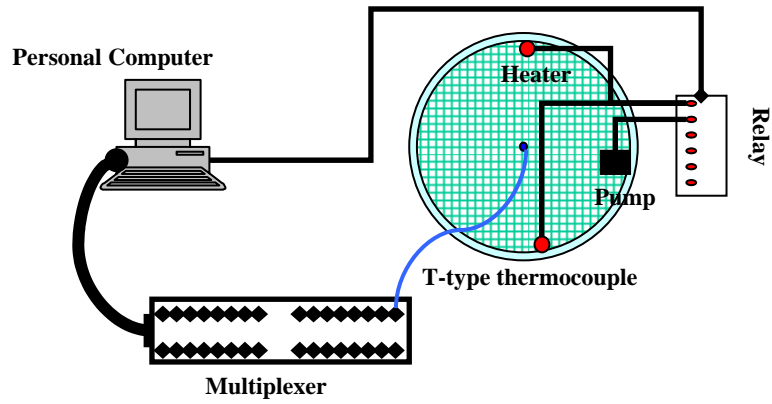 Personal Computer
Heater
Relay
Pump
T-type thermocouple
Multiplexer